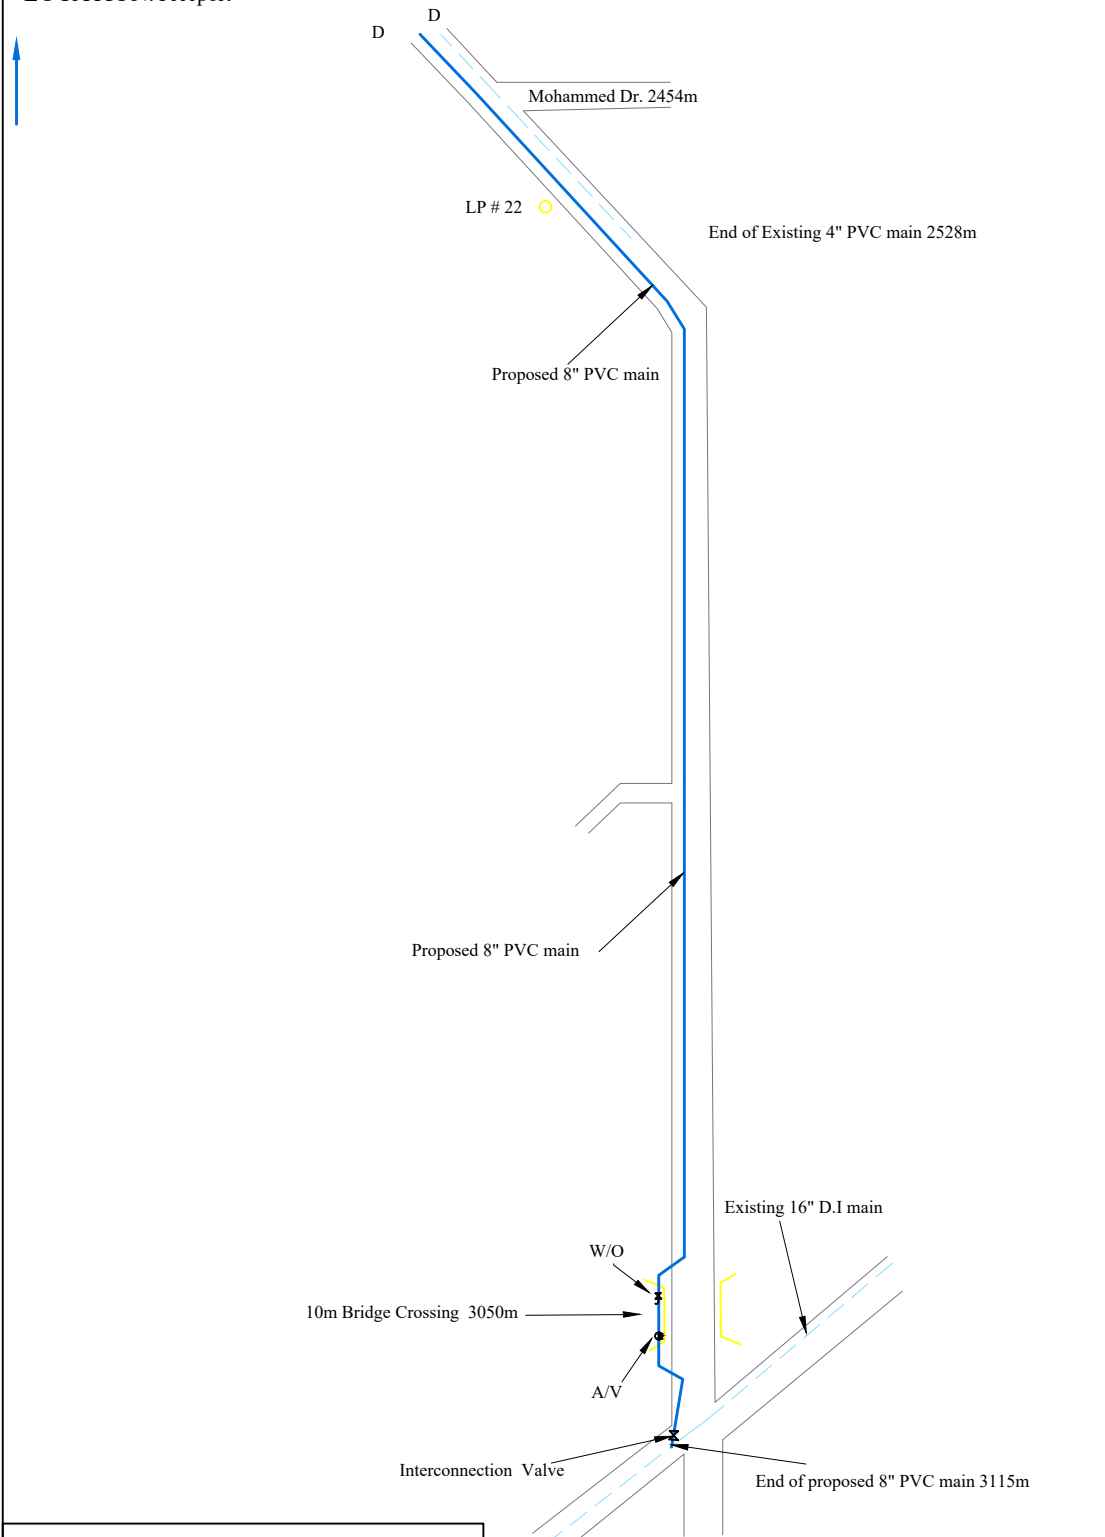 D
D
Mohammed Dr. 2454m
LP # 22
End of Existing 4" PVC main 2528m
Proposed 8" PVC main
Proposed 8" PVC main
Existing 16" D.I main
W/O
10m Bridge Crossing 3050m
A/V
Interconnection Valve
End of proposed 8" PVC main 3115m